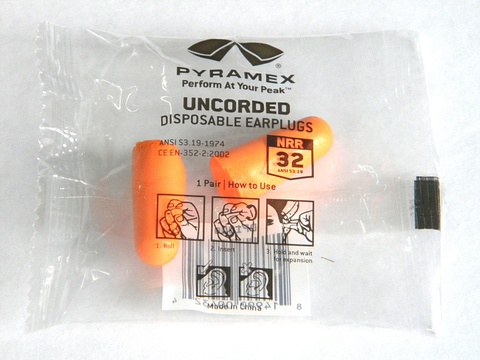 PYRAMEX®
Perform At Your Peak™
UNCORDED
DISPOSABLE EARPLUGS
ANSI S3.19-1974
CE EN-352-2:2002
NRR
32
ANSI S3.19
1 Pair | How to Use
1. Roll
2. Insert
3. Hold and wait
for expansion
Made in China